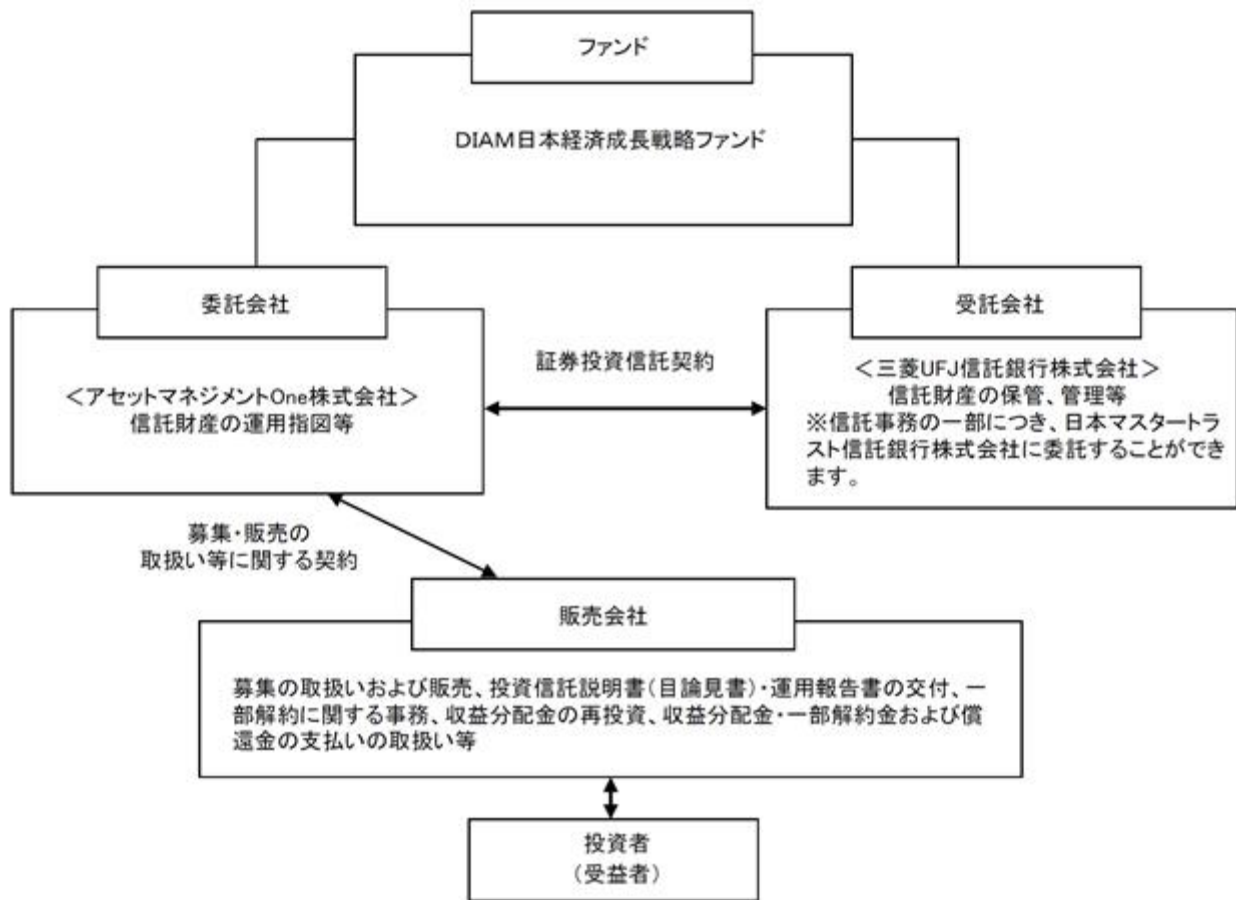 ファンド
DIAM日本経済成長戦略ファンド
委託会社
＜アセットマネジメントOne株式会社＞
信託財産の運用指図等
証券投資信託契約
受託会社
＜三菱UFJ信託銀行株式会社＞
信託財産の保管、管理等
※信託事務の一部につき、日本マスタートラ
スト信託銀行株式会社に委託することができ
ます。
募集・販売の
取扱い等に関する契約
販売会社
募集の取扱いおよび販売、投資信託説明書（目論見書）・運用報告書の交付、一
部解約に関する事務、収益分配金の再投資、収益分配金・一部解約金および償
還金の支払いの取扱い等
投資者
（受益者）